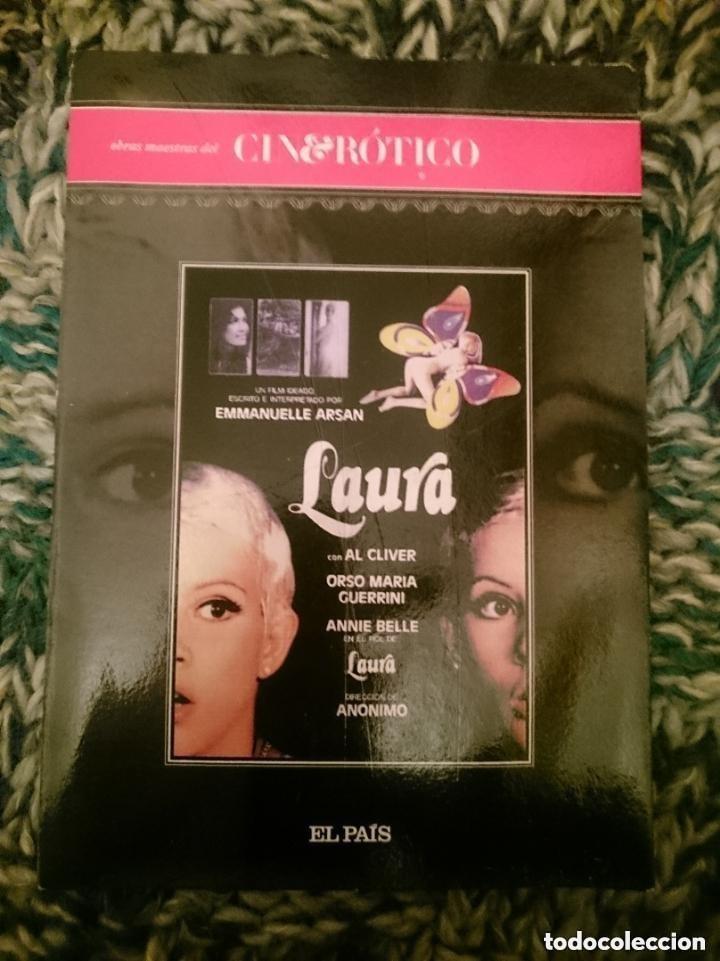 obras maestras del CIN&RÓTICO
UN FILM IDEADO,
ESCRITO E INTERPRETADO POR
EMMANUELLE ARSAN
Laura
con AL CLIVER
ORSO MARIA
GUERRINI
ANNIE BELLE
EN EL ROL DE
Laura
DIRECCION DE
ANONIMO
EL PAÍS
todocoleccion